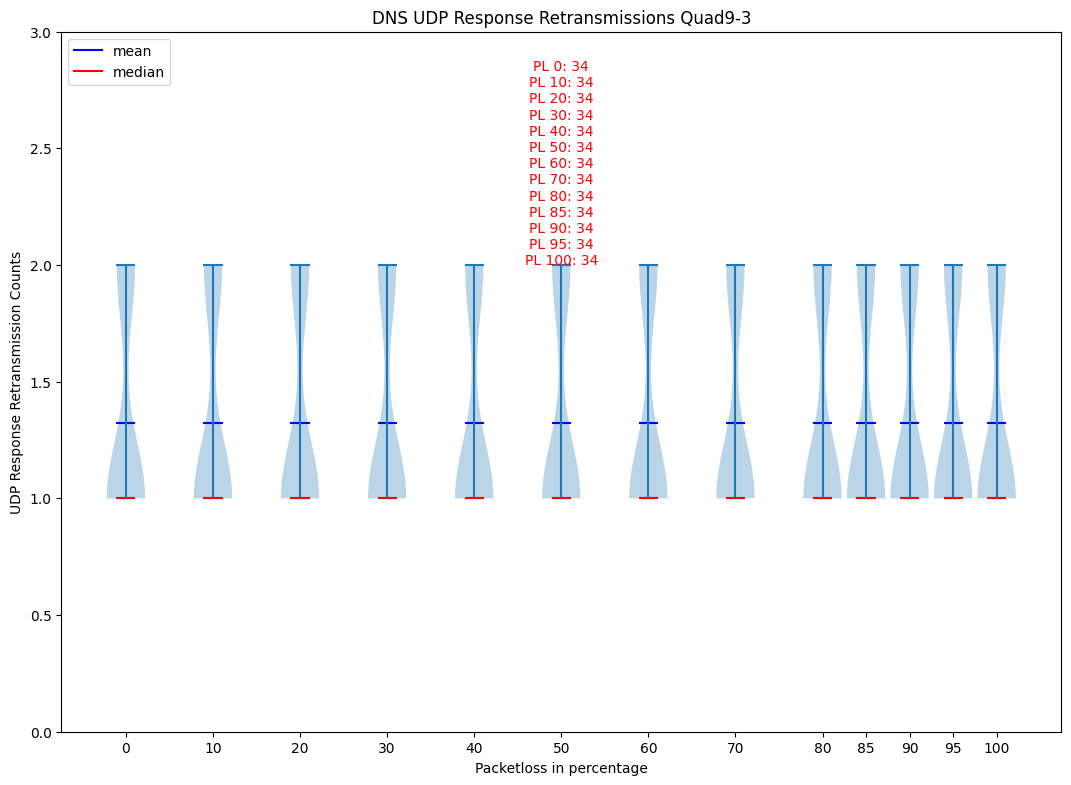 DNS UDP Response Retransmissions Quad9-3
mean
median
PL 0: 34
PL 10: 34
PL 20: 34
PL 30: 34
PL 40: 34
PL 50: 34
PL 60: 34
PL 70: 34
PL 80: 34
PL 85: 34
PL 90: 34
PL 95: 34
PL 100: 34
UDP Response Retransmission Counts
3.0
2.5
2.0
1.5
1.0
0.5
0.0
0 10 20 30 40 50 60 70 80 85 90 95 100
Packetloss in percentage